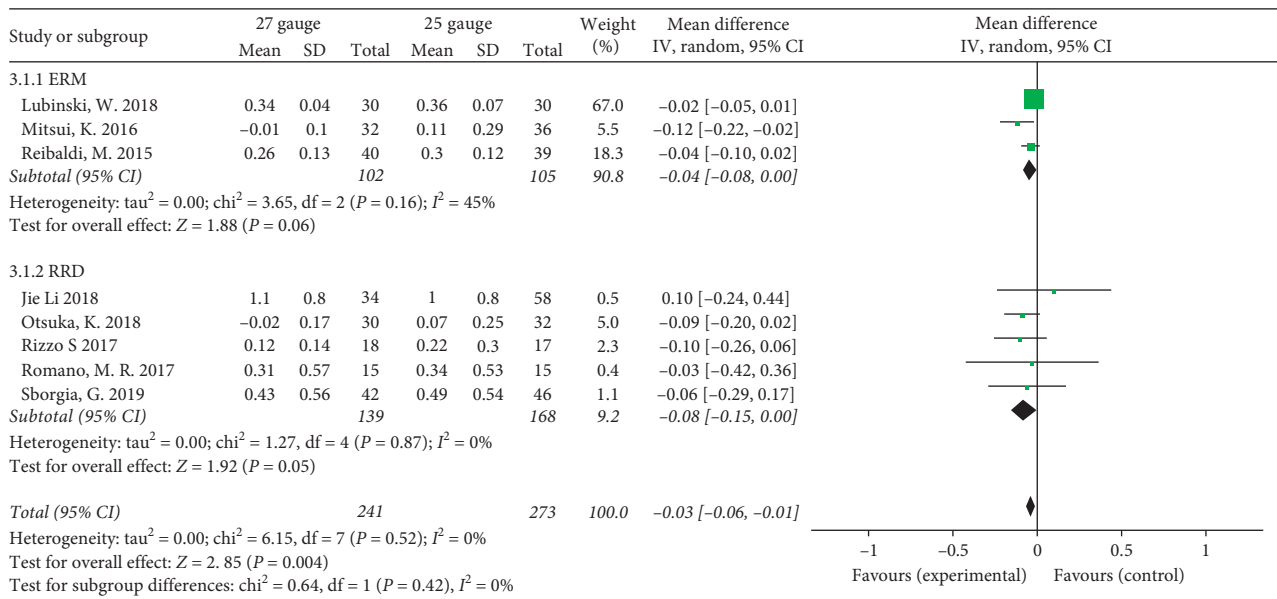 Study or subgroup 27 gauge 25 gauge Weight (%) Mean difference IV, random, 95% CI Mean difference IV, random, 95% CI
Mean SD Total Mean SD Total
3.1.1 ERM
Lubinski, W. 2018 0.34 0.04 30 0.36 0.07 30 67.0 –0.02 [–0.05, 0.01]
Mitsui, K. 2016 –0.01 0.1 32 0.11 0.29 36 5.5 –0.12 [–0.22, –0.02]
Reibaldi, M. 2015 0.26 0.13 40 0.3 0.12 39 18.3 –0.04 [–0.10, 0.02]
Subtotal (95% CI) 102 105 90.8 –0.04 [–0.08, 0.00]
Heterogeneity: tau² = 0.00; chi² = 3.65, df = 2 (P = 0.16); I² = 45%
Test for overall effect: Z = 1.88 (P = 0.06)
3.1.2 RRD
Jie Li 2018 1.1 0.8 34 1 0.8 58 0.5 0.10 [–0.24, 0.44]
Otsuka, K. 2018 –0.02 0.17 30 0.07 0.25 32 5.0 –0.09 [–0.20, 0.02]
Rizzo S 2017 0.12 0.14 18 0.22 0.3 17 2.3 –0.10 [–0.26, 0.06]
Romano, M. R. 2017 0.31 0.57 15 0.34 0.53 15 0.4 –0.03 [–0.42, 0.36]
Sborgia, G. 2019 0.43 0.56 42 0.49 0.54 46 1.1 –0.06 [–0.29, 0.17]
Subtotal (95% CI) 139 168 9.2 –0.08 [–0.15, 0.00]
Heterogeneity: tau² = 0.00; chi² = 1.27, df = 4 (P = 0.87); I² = 0%
Test for overall effect: Z = 1.92 (P = 0.05)
Total (95% CI) 241 273 100.0 –0.03 [–0.06, –0.01]
Heterogeneity: tau² = 0.00; chi² = 6.15, df = 7 (P = 0.52); I² = 0%
Test for overall effect: Z = 2. 85 (P = 0.004)
Test for subgroup differences: chi² = 0.64, df = 1 (P = 0.42), I² = 0%
–1 –0.5 0 0.5 1
Favours (experimental) Favours (control)